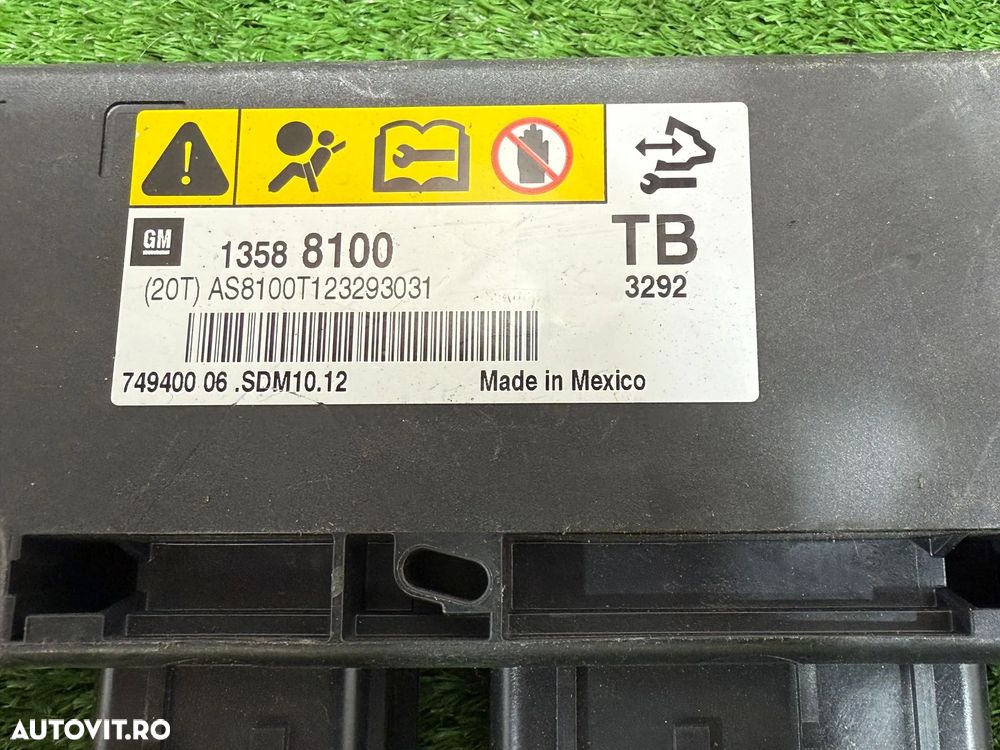 GM
1358 8100
TB
(20T) AS8100T123293031
3292
749400 06 .SDM10.12
Made in Mexico
AUTOVIT.RO